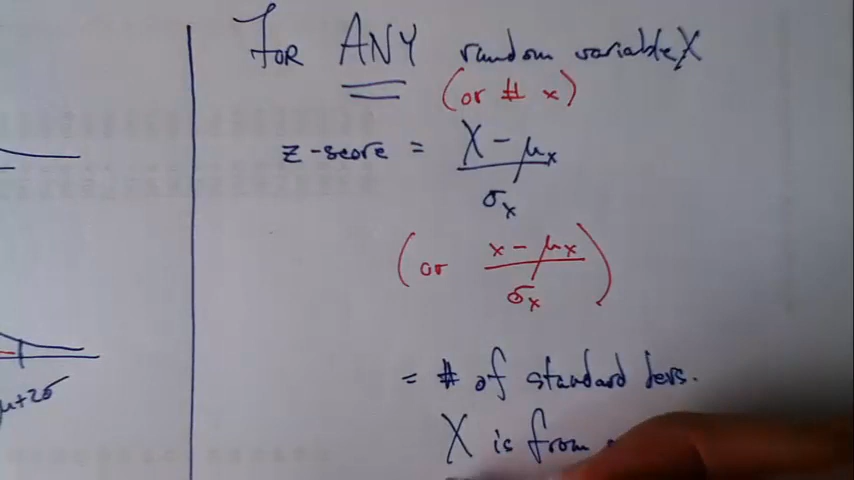 FOR ANY random variable X
(or # x)
z-score = X - μx
σx
(or x - μx)
σx
= # of standard devs.
X is from
μ+2σ